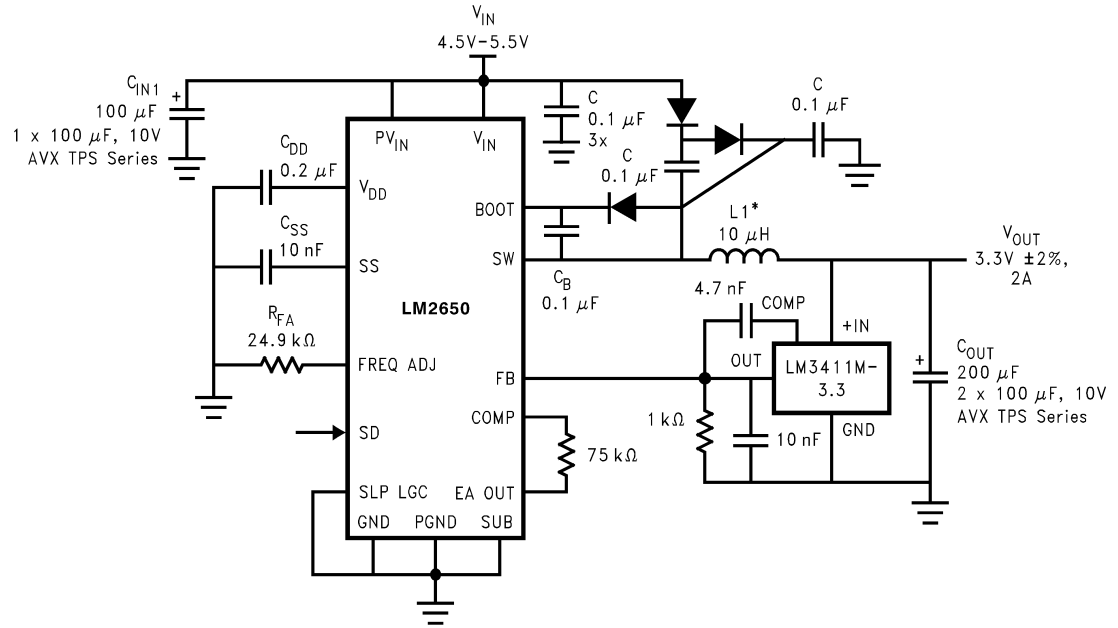 V_IN
4.5V–5.5V
C_IN1
+
100 μF
1 x 100 μF, 10V
AVX TPS Series
PV_IN
V_IN
C
0.1 μF
3x
C
0.1 μF
C
0.1 μF
C_DD
0.2 μF
V_DD
BOOT
C_SS
10 nF
SS
SW
C_B
0.1 μF
L1*
10 μH
V_OUT
3.3V ±2%,
2A
LM2650
R_FA
24.9 kΩ
FREQ ADJ
4.7 nF
COMP
+IN
OUT
LM3411M-
3.3
GND
+
C_OUT
200 μF
2 x 100 μF, 10V
AVX TPS Series
FB
COMP
1 kΩ
10 nF
75 kΩ
SD
SLP LGC
EA OUT
GND
PGND
SUB